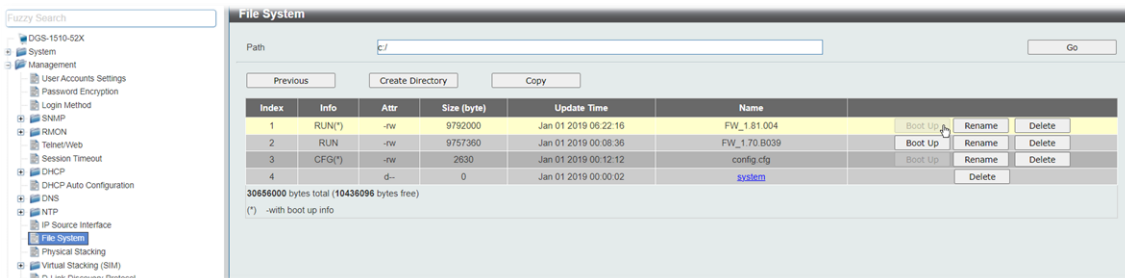 Fuzzy Search
DGS-1510-52X
System
Management
User Accounts Settings
Password Encryption
Login Method
SNMP
RMON
Telnet/Web
Session Timeout
DHCP
DHCP Auto Configuration
DNS
NTP
IP Source Interface
File System
Physical Stacking
Virtual Stacking (SIM)
D-Link Discovery Protocol
File System
Path c:/ Go
Previous Create Directory Copy
Index Info Attr Size (byte) Update Time Name
1 RUN(*) -rw 9792000 Jan 01 2019 06:22:16 FW_1.81.004 Boot Up Rename Delete
2 RUN -rw 9757360 Jan 01 2019 00:08:36 FW_1.70.B039 Boot Up Rename Delete
3 CFG(*) -rw 2630 Jan 01 2019 00:12:12 config.cfg Boot Up Rename Delete
4 d-- 0 Jan 01 2019 00:00:02 system Delete
30656000 bytes total (10436096 bytes free)
(*) -with boot up info